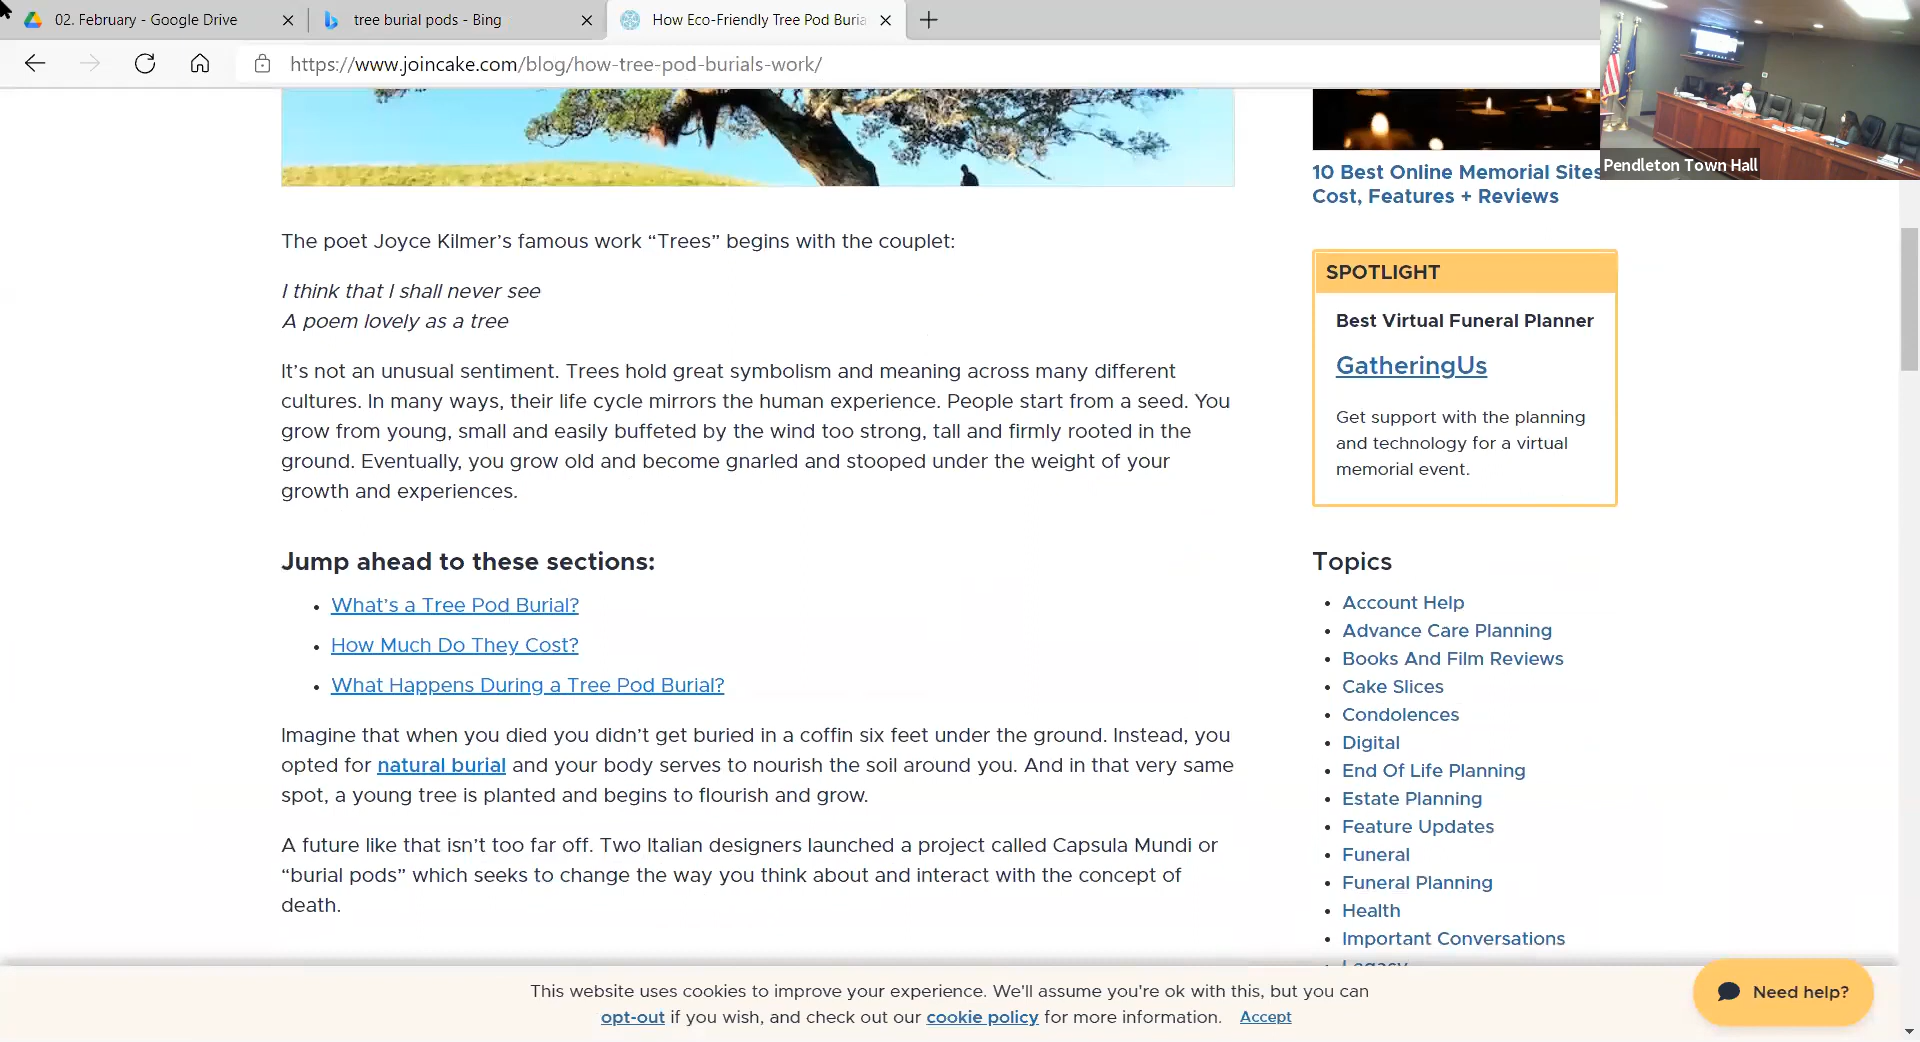 02. February - Google Drive
tree burial pods - Bing
How Eco-Friendly Tree Pod Buria
https://www.joincake.com/blog/how-tree-pod-burials-work/
Pendleton Town Hall
10 Best Online Memorial Sites
Cost, Features + Reviews
The poet Joyce Kilmer’s famous work “Trees” begins with the couplet:
I think that I shall never see
A poem lovely as a tree
It’s not an unusual sentiment. Trees hold great symbolism and meaning across many different
cultures. In many ways, their life cycle mirrors the human experience. People start from a seed. You
grow from young, small and easily buffeted by the wind too strong, tall and firmly rooted in the
ground. Eventually, you grow old and become gnarled and stooped under the weight of your
growth and experiences.
Jump ahead to these sections:
What’s a Tree Pod Burial?
How Much Do They Cost?
What Happens During a Tree Pod Burial?
Imagine that when you died you didn’t get buried in a coffin six feet under the ground. Instead, you
opted for natural burial and your body serves to nourish the soil around you. And in that very same
spot, a young tree is planted and begins to flourish and grow.
A future like that isn’t too far off. Two Italian designers launched a project called Capsula Mundi or
“burial pods” which seeks to change the way you think about and interact with the concept of
death.
SPOTLIGHT
Best Virtual Funeral Planner
GatheringUs
Get support with the planning
and technology for a virtual
memorial event.
Topics
Account Help
Advance Care Planning
Books And Film Reviews
Cake Slices
Condolences
Digital
End Of Life Planning
Estate Planning
Feature Updates
Funeral
Funeral Planning
Health
Important Conversations
Legacy
This website uses cookies to improve your experience. We'll assume you're ok with this, but you can
opt-out if you wish, and check out our cookie policy for more information. Accept
Need help?